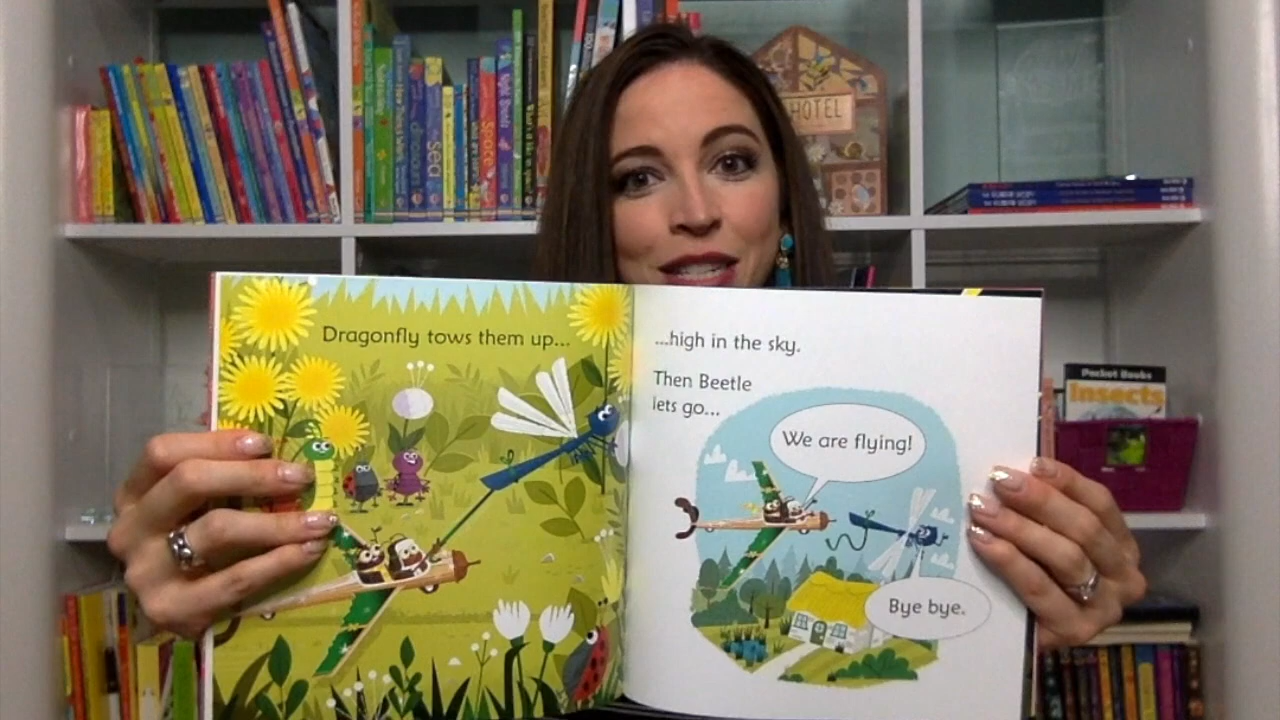 HOTEL
sea
Space
Dragonfly tows them up...
...high in the sky.
Then Beetle
lets go...
We are flying!
Bye bye.
Pocket Books
Insects